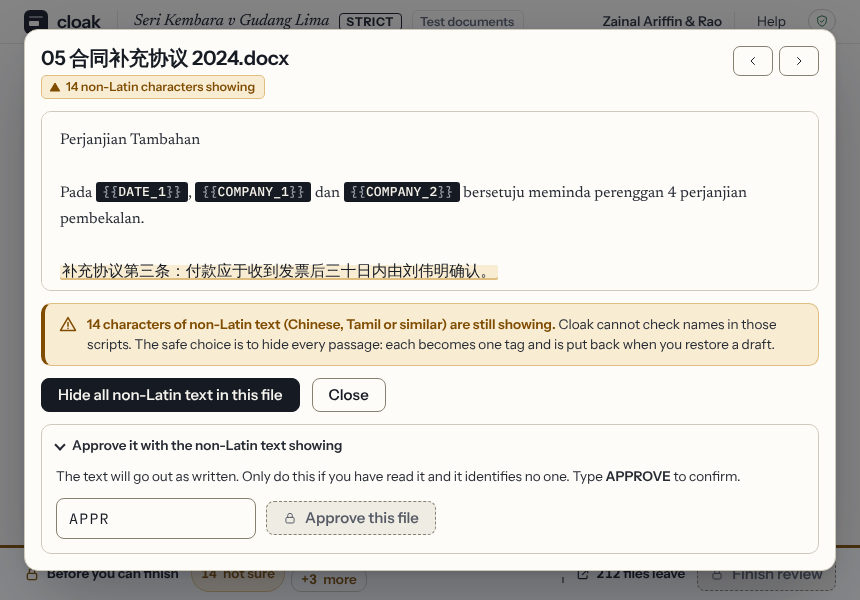 cloak
Seri Kembara v Gudang Lima
STRICT
Test documents
Zainal Ariffin & Rao
Help
05 合同补充协议 2024.docx
14 non-Latin characters showing
Perjanjian Tambahan
Pada {{DATE_1}}, {{COMPANY_1}} dan {{COMPANY_2}} bersetuju meminda perenggan 4 perjanjian
pembekalan.
补充协议第三条：付款应于收到发票后三十日内由刘伟明确认。
14 characters of non-Latin text (Chinese, Tamil or similar) are still showing. Cloak cannot check names in those
scripts. The safe choice is to hide every passage: each becomes one tag and is put back when you restore a draft.
Hide all non-Latin text in this file
Close
Approve it with the non-Latin text showing
The text will go out as written. Only do this if you have read it and it identifies no one. Type APPROVE to confirm.
APPR
Approve this file
Before you can finish
14 not sure
+3 more
212 files leave
Finish review